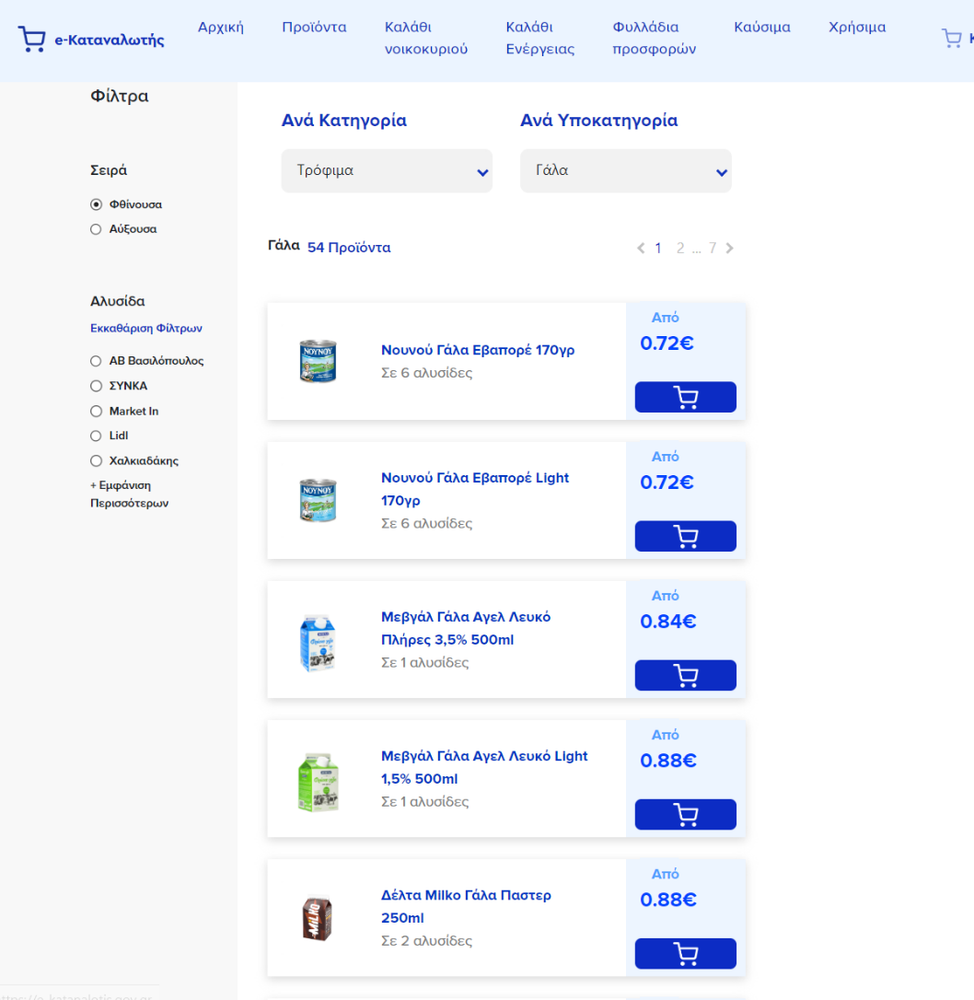 e-Καταναλωτής
Αρχική
Προϊόντα
Καλάθι
νοικοκυριού
Καλάθι
Ενέργειας
Φυλλάδια
προσφορών
Καύσιμα
Χρήσιμα
Φίλτρα
Σειρά
Φθίνουσα
Αύξουσα
Αλυσίδα
Εκκαθάριση Φίλτρων
ΑΒ Βασιλόπουλος
ΣΥΝΚΑ
Market In
Lidl
Χαλκιαδάκης
+ Εμφάνιση
Περισσότερων
Ανά Κατηγορία
Τρόφιμα
Ανά Υποκατηγορία
Γάλα
Γάλα 54 Προϊόντα
1 2 ... 7
ΝΟΥΝΟΥ
Νουνού Γάλα Εβαπορέ 170γρ
Σε 6 αλυσίδες
Από
0.72€
ΝΟΥΝΟΥ
Νουνού Γάλα Εβαπορέ Light
170γρ
Σε 6 αλυσίδες
Από
0.72€
Μεβγάλ Γάλα Αγελ Λευκό
Πλήρες 3,5% 500ml
Σε 1 αλυσίδες
Από
0.84€
Μεβγάλ Γάλα Αγελ Λευκό Light
1,5% 500ml
Σε 1 αλυσίδες
Από
0.88€
MILKO
Δέλτα Milko Γάλα Παστερ
250ml
Σε 2 αλυσίδες
Από
0.88€